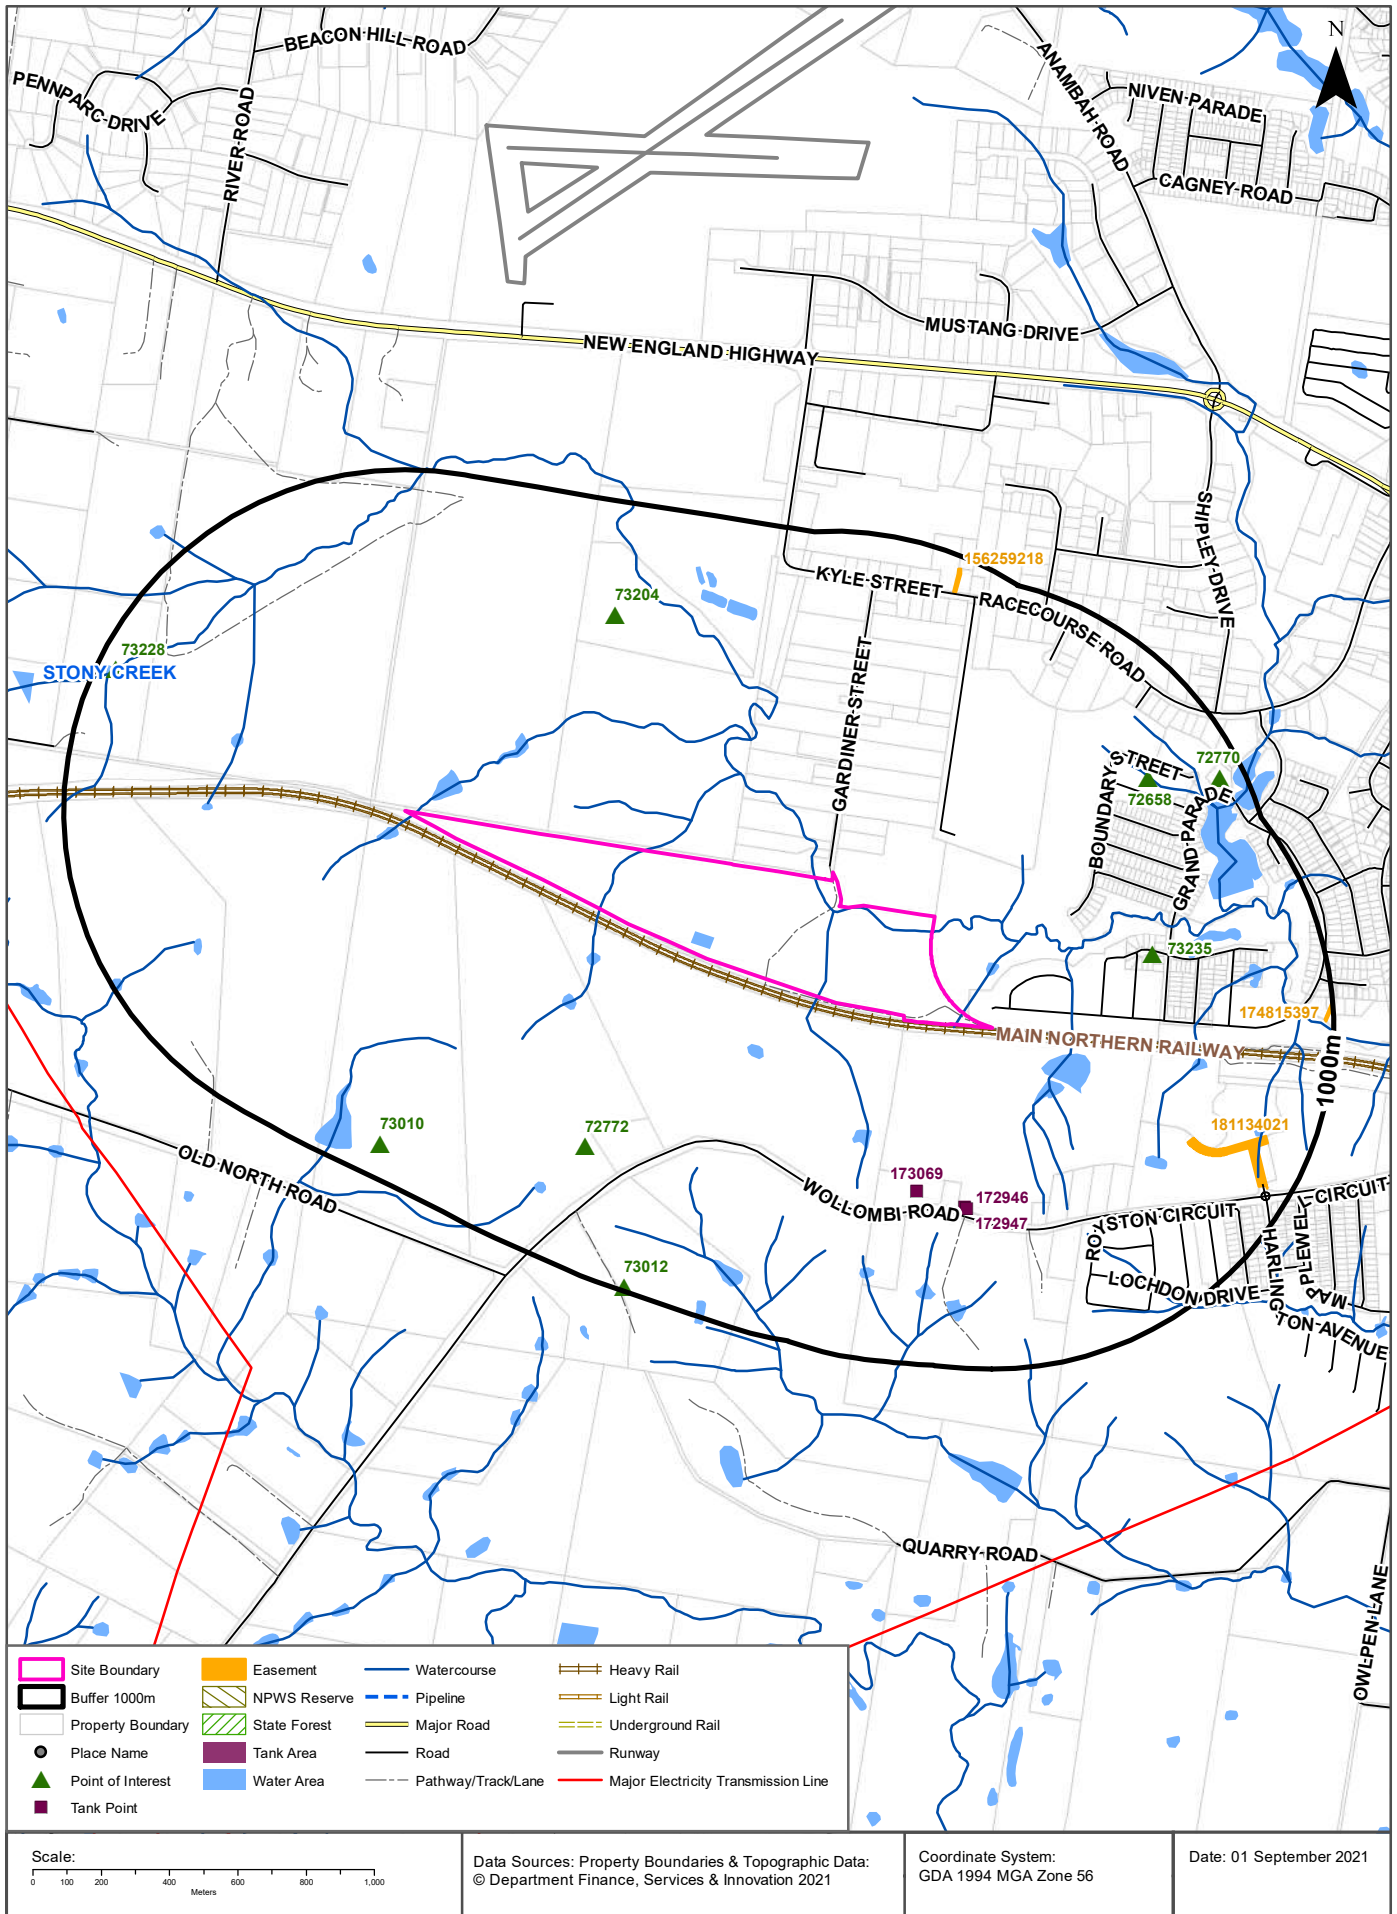 BEACON HILL ROAD
N
ANAMBAH ROAD
PENNPARC DRIVE
RIVER ROAD
NIVEN PARADE
CAGNEY ROAD
MUSTANG DRIVE
NEW ENGLAND HIGHWAY
SHIPLEY DRIVE
156259218
KYLE STREET
RACECOURSE ROAD
73204
73228
STONY CREEK
GARDINER STREET
BOUNDARY STREET
72770
72658
GRAND PARADE
73235
174815397
MAIN NORTHERN RAILWAY
1000m
73010
72772
181134021
OLD NORTH ROAD
WOLLOMBI ROAD
173069
172946
172947
ROYSTON CIRCUIT
MAPLEWELL CIRCUIT
HARLINGTON AVENUE
LOCHDON DRIVE
73012
QUARRY ROAD
OWLPEN LANE
Site Boundary
Buffer 1000m
Property Boundary
Place Name
Point of Interest
Tank Point
Easement
NPWS Reserve
State Forest
Tank Area
Water Area
Watercourse
Pipeline
Major Road
Road
Pathway/Track/Lane
Heavy Rail
Light Rail
Underground Rail
Runway
Major Electricity Transmission Line
Scale:
0 100 200 400 600 800 1,000
Meters
Data Sources: Property Boundaries & Topographic Data:
© Department Finance, Services & Innovation 2021
Coordinate System:
GDA 1994 MGA Zone 56
Date: 01 September 2021